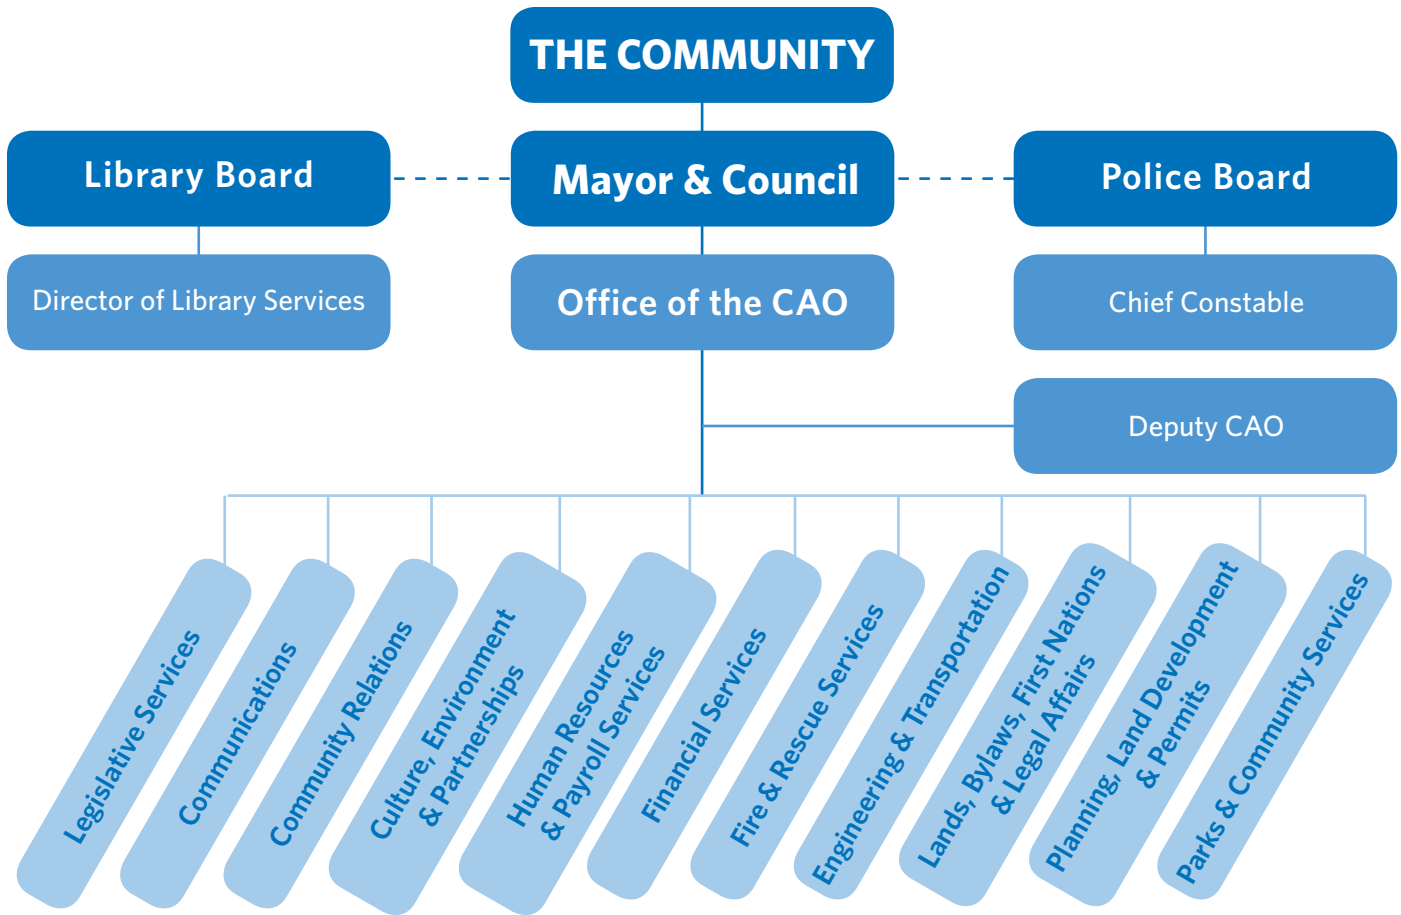 THE COMMUNITY
Library Board
Mayor & Council
Police Board
Director of Library Services
Office of the CAO
Chief Constable
Deputy CAO
Legislative Services
Communications
Community Relations
Culture, Environment
& Partnerships
Human Resources
& Payroll Services
Financial Services
Fire & Rescue Services
Engineering & Transportation
Lands, Bylaws, First Nations
& Legal Affairs
Planning, Land Development
& Permits
Parks & Community Services